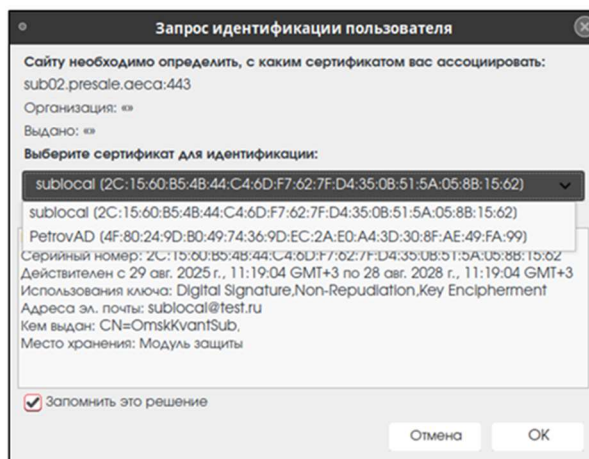 Запрос идентификации пользователя
Сайту необходимо определить, с каким сертификатом вас ассоциировать:
sub02.presale.aeca:443
Организация: «»
Выдано: «»
Выберите сертификат для идентификации:
sublocal [2C:15:60:B5:4B:44:C4:6D:F7:62:7F:D4:35:0B:51:5A:05:8B:15:62]
sublocal [2C:15:60:B5:4B:44:C4:6D:F7:62:7F:D4:35:0B:51:5A:05:8B:15:62]
PetrovAD [4F:80:24:9D:B0:49:74:36:9D:EC:2A:E0:A4:3D:30:8F:AE:49:FA:99]
Серийный номер: 2C:15:60:B5:4B:44:C4:6D:F7:62:7F:D4:35:0B:51:5A:05:8B:15:62
Действителен с 29 авг. 2025 г., 11:19:04 GMT+3 по 28 авг. 2028 г., 11:19:04 GMT+3
Использования ключа: Digital Signature,Non-Repudiation,Key Encipherment
Адреса эл. почты: sublocal@test.ru
Кем выдан: CN=OmskKvantSub,
Место хранения: Модуль защиты
Запомнить это решение
Отмена
OK